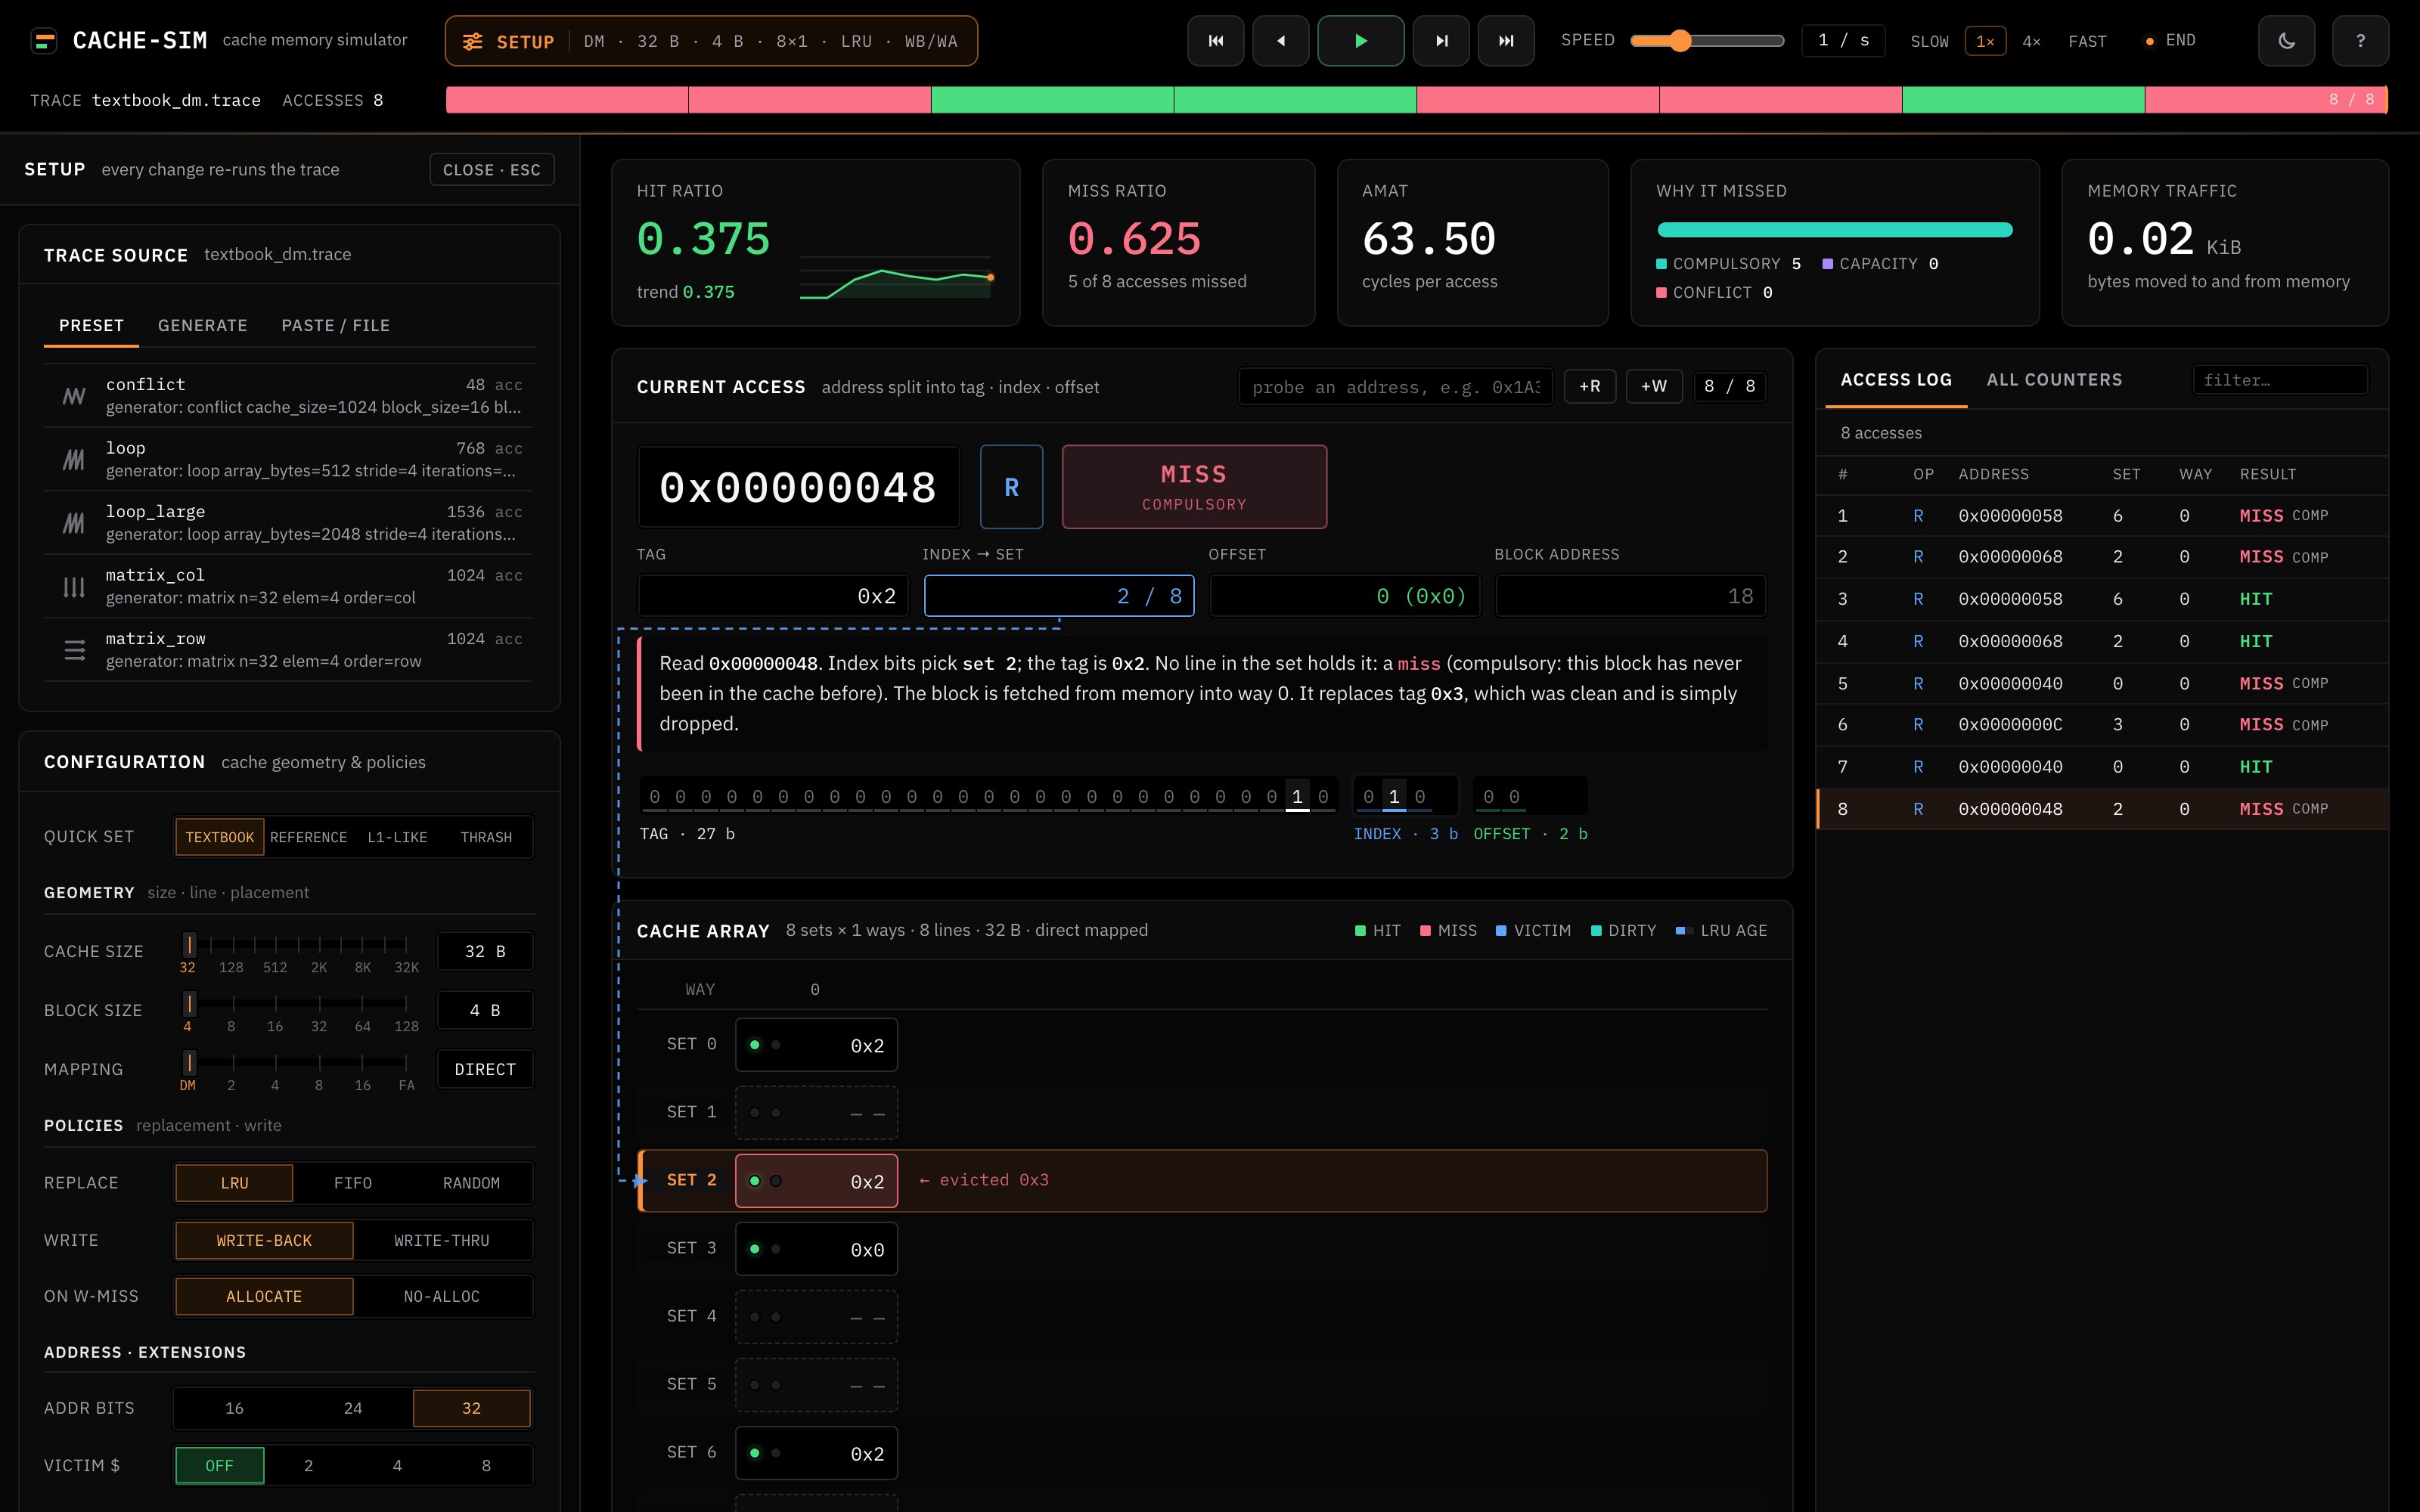 CACHE-SIM cache memory simulator
SETUP DM · 32 B · 4 B · 8×1 · LRU · WB/WA
SPEED 1 / s SLOW 1× 4× FAST END ?
TRACE textbook_dm.trace ACCESSES 8
8 / 8
SETUP every change re-runs the trace CLOSE · ESC
TRACE SOURCE textbook_dm.trace
PRESET GENERATE PASTE / FILE
conflict 48 acc
generator: conflict cache_size=1024 block_size=16 bl…
loop 768 acc
generator: loop array_bytes=512 stride=4 iterations=…
loop_large 1536 acc
generator: loop array_bytes=2048 stride=4 iterations…
matrix_col 1024 acc
generator: matrix n=32 elem=4 order=col
matrix_row 1024 acc
generator: matrix n=32 elem=4 order=row
CONFIGURATION cache geometry & policies
QUICK SET TEXTBOOK REFERENCE L1-LIKE THRASH
GEOMETRY size · line · placement
CACHE SIZE 32 B
32 128 512 2K 8K 32K
BLOCK SIZE 4 B
4 8 16 32 64 128
MAPPING DIRECT
DM 2 4 8 16 FA
POLICIES replacement · write
REPLACE LRU FIFO RANDOM
WRITE WRITE-BACK WRITE-THRU
ON W-MISS ALLOCATE NO-ALLOC
ADDRESS · EXTENSIONS
ADDR BITS 16 24 32
VICTIM $ OFF 2 4 8
HIT RATIO
0.375
trend 0.375
MISS RATIO
0.625
5 of 8 accesses missed
AMAT
63.50
cycles per access
WHY IT MISSED
COMPULSORY 5 CAPACITY 0
CONFLICT 0
MEMORY TRAFFIC
0.02 KiB
bytes moved to and from memory
CURRENT ACCESS address split into tag · index · offset
probe an address, e.g. 0x1A3 +R +W 8 / 8
0x00000048 R MISS
COMPULSORY
TAG INDEX → SET OFFSET BLOCK ADDRESS
0x2 2 / 8 0 (0x0) 18
Read 0x00000048. Index bits pick set 2; the tag is 0x2. No line in the set holds it: a miss (compulsory: this block has never
been in the cache before). The block is fetched from memory into way 0. It replaces tag 0x3, which was clean and is simply
dropped.
0 0 0 0 0 0 0 0 0 0 0 0 0 0 0 0 0 0 0 0 0 0 0 0 0 1 0 0 1 0 0 0
TAG · 27 b INDEX · 3 b OFFSET · 2 b
CACHE ARRAY 8 sets × 1 ways · 8 lines · 32 B · direct mapped
HIT MISS VICTIM DIRTY LRU AGE
WAY 0
SET 0 0x2
SET 1 – –
SET 2 0x2 ← evicted 0x3
SET 3 0x0
SET 4 – –
SET 5 – –
SET 6 0x2
ACCESS LOG ALL COUNTERS filter…
8 accesses
# OP ADDRESS SET WAY RESULT
1 R 0x00000058 6 0 MISS COMP
2 R 0x00000068 2 0 MISS COMP
3 R 0x00000058 6 0 HIT
4 R 0x00000068 2 0 HIT
5 R 0x00000040 0 0 MISS COMP
6 R 0x0000000C 3 0 MISS COMP
7 R 0x00000040 0 0 HIT
8 R 0x00000048 2 0 MISS COMP